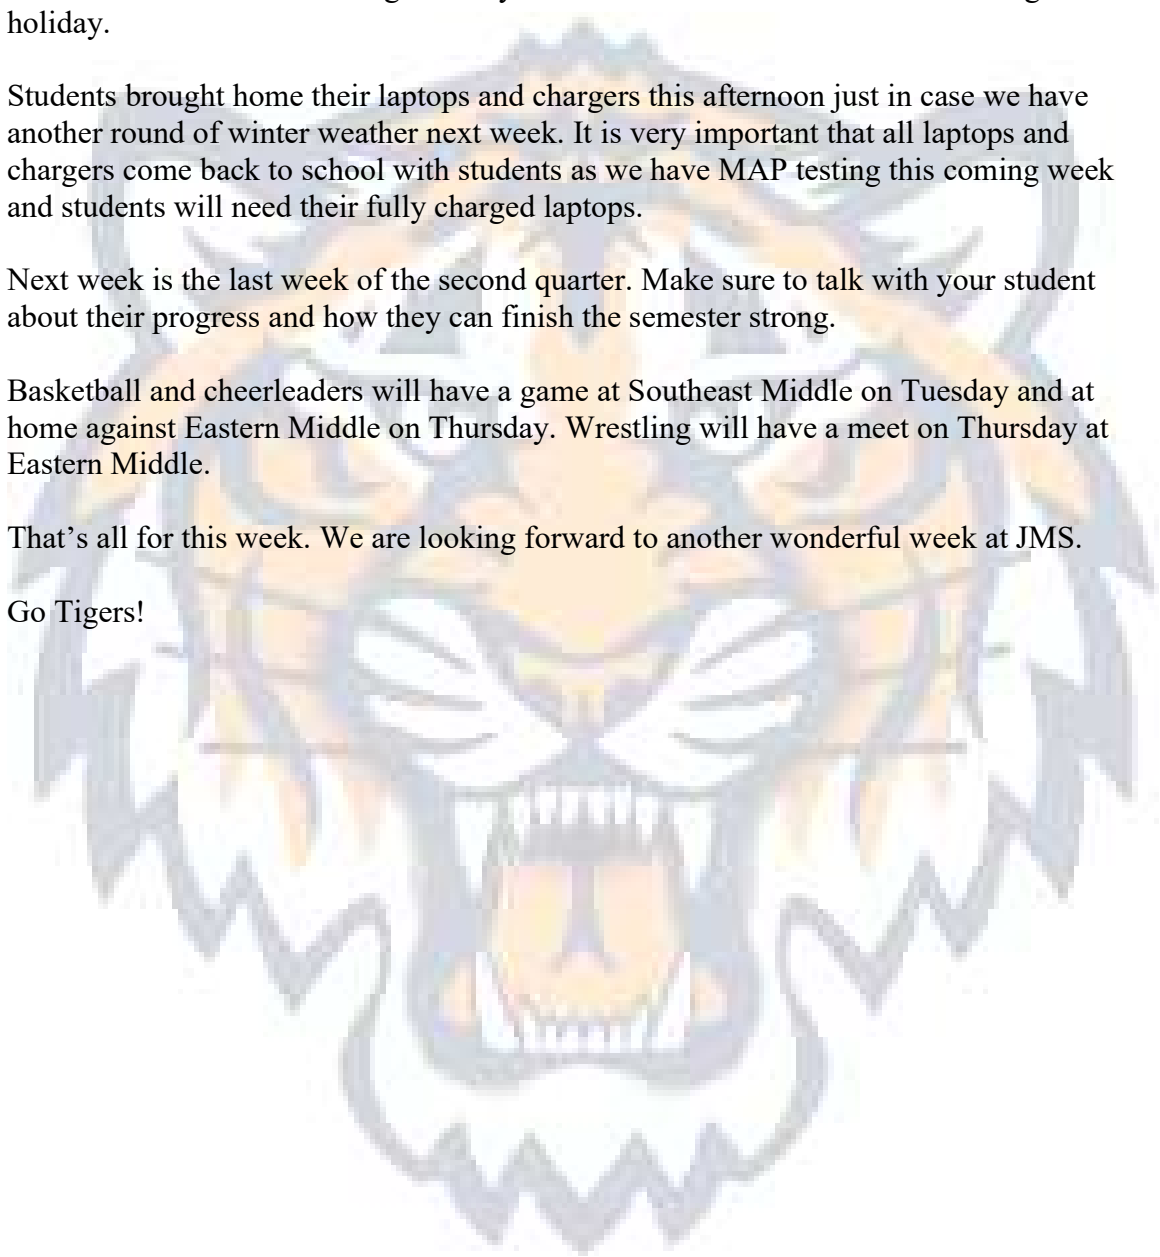 holiday.
Students brought home their laptops and chargers this afternoon just in case we have
another round of winter weather next week. It is very important that all laptops and
chargers come back to school with students as we have MAP testing this coming week
and students will need their fully charged laptops.
Next week is the last week of the second quarter. Make sure to talk with your student
about their progress and how they can finish the semester strong.
Basketball and cheerleaders will have a game at Southeast Middle on Tuesday and at
home against Eastern Middle on Thursday. Wrestling will have a meet on Thursday at
Eastern Middle.
That’s all for this week. We are looking forward to another wonderful week at JMS.
Go Tigers!